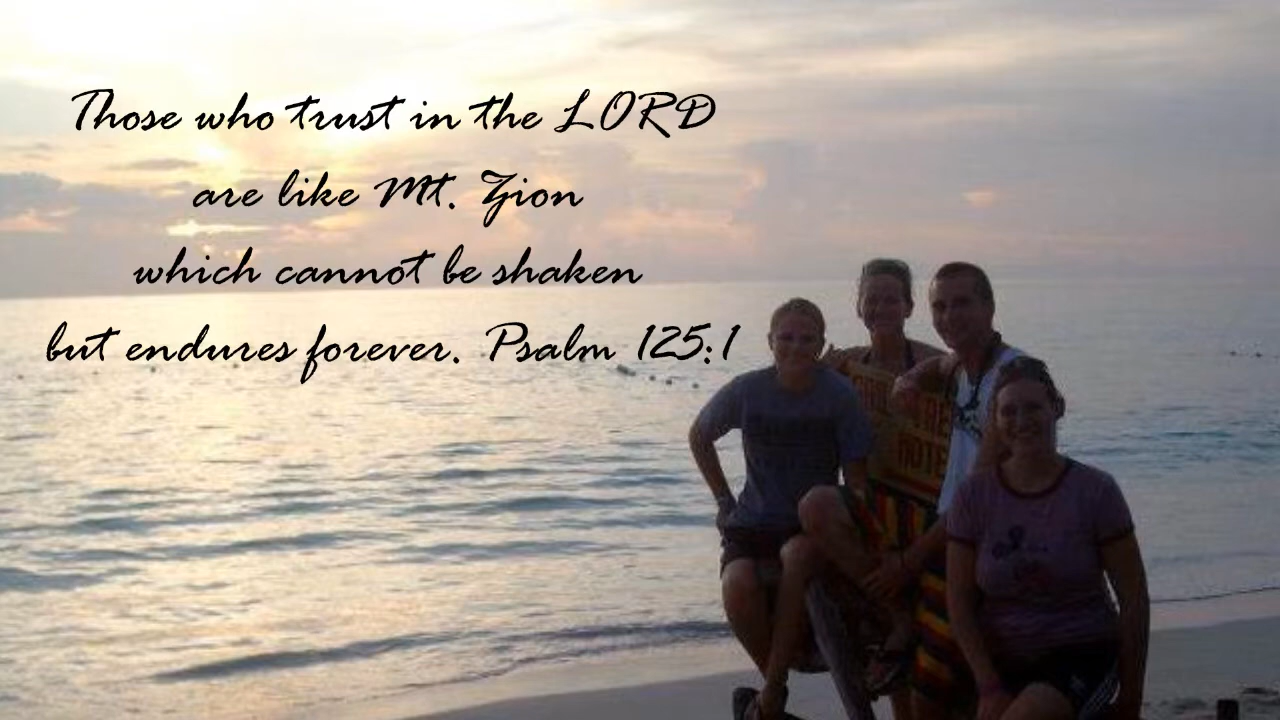 Those who trust in the LORD
are like Mt. Zion
which cannot be shaken
but endures forever. Psalm 125:1